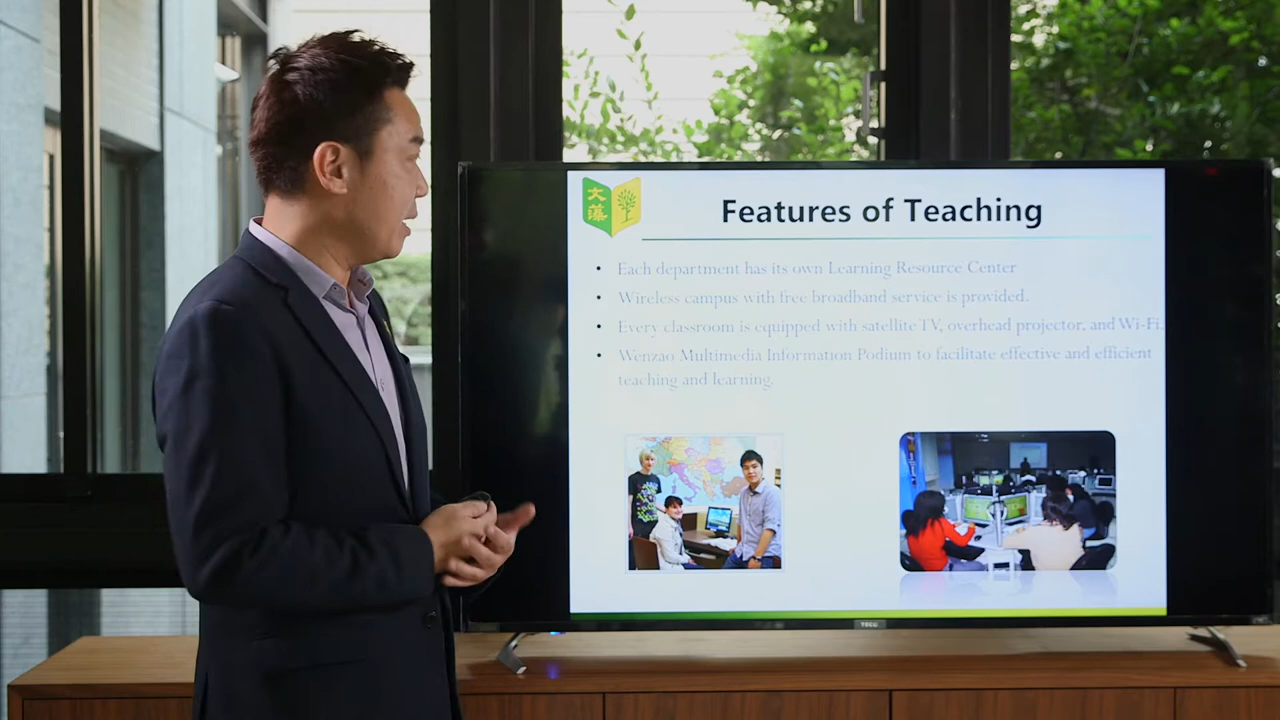 文
藻
Features of Teaching
• Each department has its own Learning Resource Center
• Wireless campus with free broadband service is provided.
• Every classroom is equipped with satellite TV, overhead projector, and Wi-Fi.
• Wenzao Multimedia Information Podium to facilitate effective and efficient
teaching and learning.
TECO